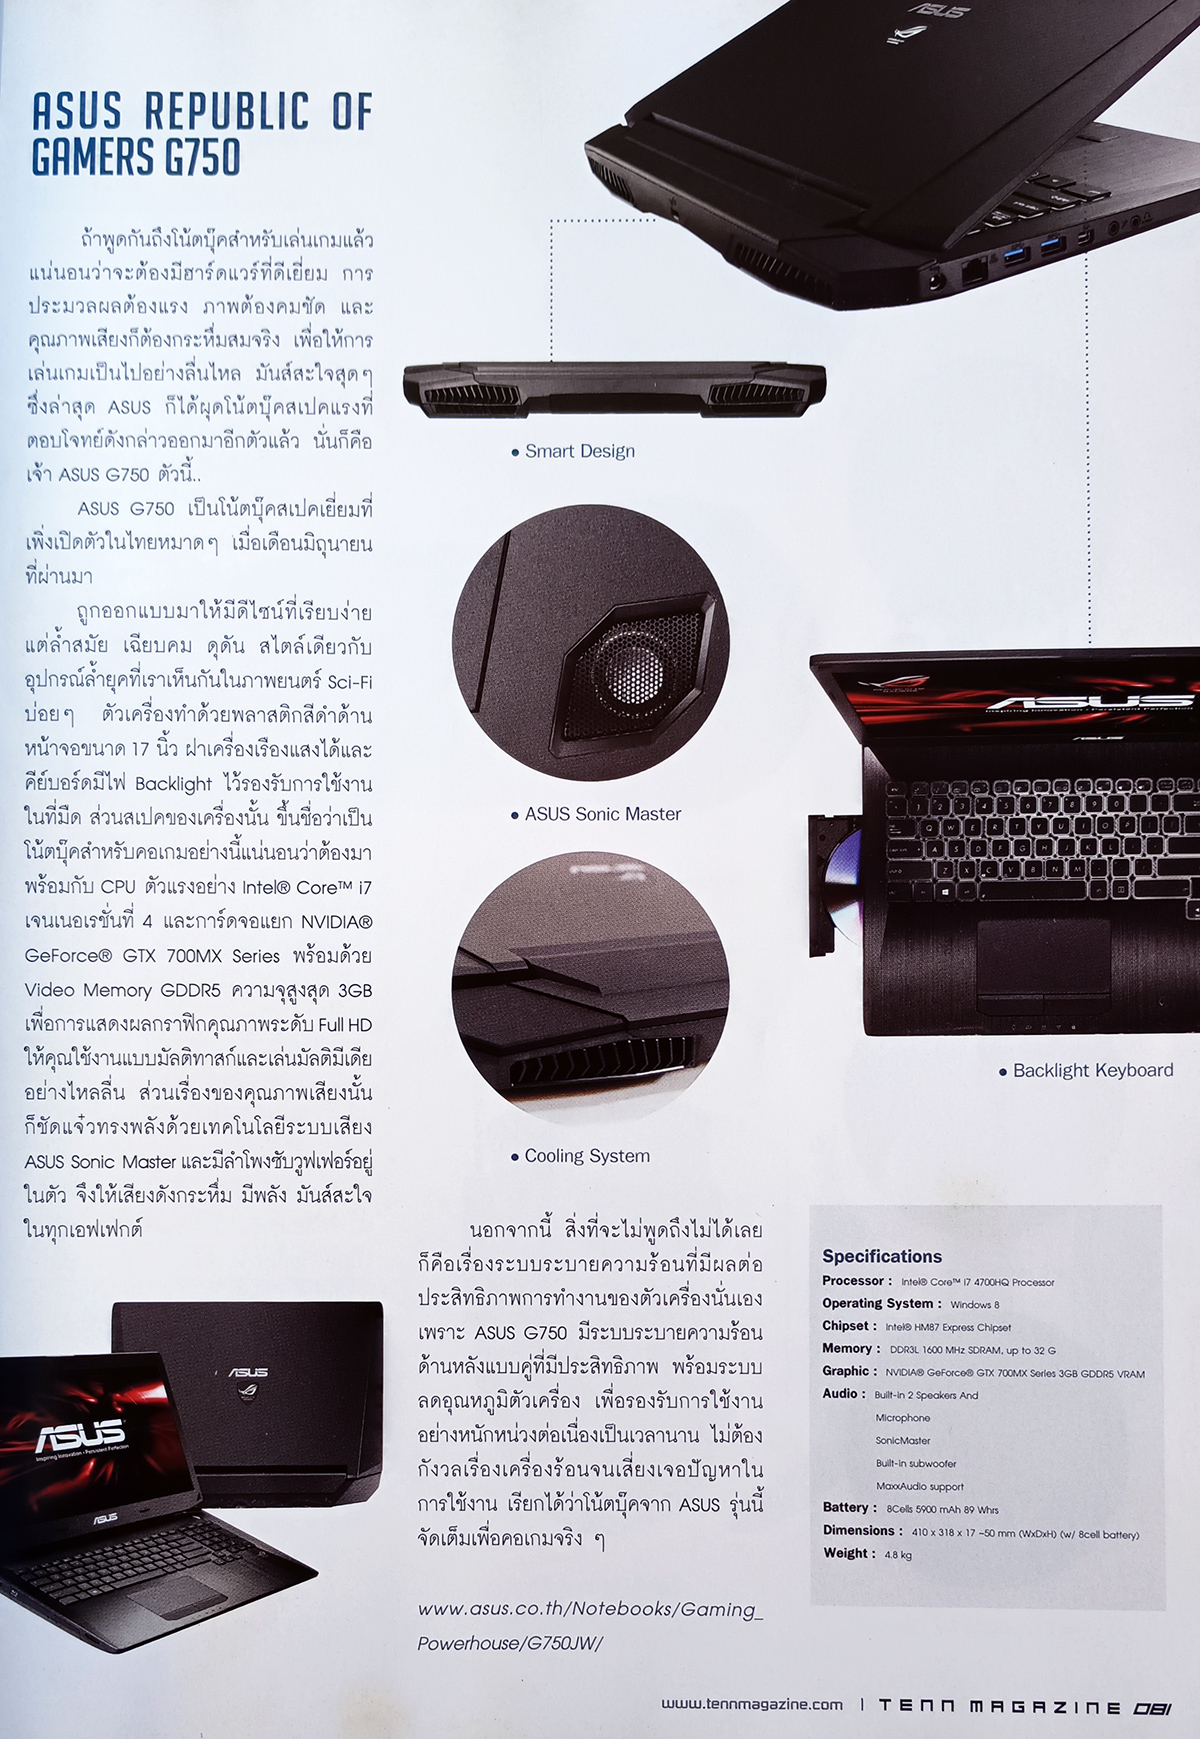 ASUS REPUBLIC OF
GAMERS G750
ถ้าพูดกันถึงโน้ตบุ๊คสำหรับเล่นเกมแล้ว
แน่นอนว่าจะต้องมีฮาร์ดแวร์ที่ดีเยี่ยม การ
ประมวลผลต้องแรง ภาพต้องคมชัด และ
คุณภาพเสียงก็ต้องกระหึ่มสมจริง เพื่อให้การ
เล่นเกมเป็นไปอย่างลื่นไหล มันส์สะใจสุดๆ
ซึ่งล่าสุด ASUS ก็ได้ผุดโน้ตบุ๊คสเปคแรงที่
ตอบโจทย์ดังกล่าวออกมาอีกตัวแล้ว นั่นก็คือ
เจ้า ASUS G750 ตัวนี้..
ASUS G750 เป็นโน้ตบุ๊คสเปคเยี่ยมที่
เพิ่งเปิดตัวในไทยหมาดๆ เมื่อเดือนมิถุนายน
ที่ผ่านมา
ถูกออกแบบมาให้มีดีไซน์ที่เรียบง่าย
แต่ล้ำสมัย เฉียบคม ดุดัน สไตล์เดียวกับ
อุปกรณ์ล้ำยุคที่เราเห็นกันในภาพยนตร์ Sci-Fi
บ่อยๆ ตัวเครื่องทำด้วยพลาสติกสีดำด้าน
หน้าจอขนาด 17 นิ้ว ฝาเครื่องเรืองแสงได้และ
คีย์บอร์ดมีไฟ Backlight ไว้รองรับการใช้งาน
ในที่มืด ส่วนสเปคของเครื่องนั้น ขึ้นชื่อว่าเป็น
โน้ตบุ๊คสำหรับคอเกมอย่างนี้แน่นอนว่าต้องมา
พร้อมกับ CPU ตัวแรงอย่าง Intel® Core™ i7
เจนเนอเรชั่นที่ 4 และการ์ดจอแยก NVIDIA®
GeForce® GTX 700MX Series พร้อมด้วย
Video Memory GDDR5 ความจุสูงสุด 3GB
เพื่อการแสดงผลกราฟิกคุณภาพระดับ Full HD
ให้คุณใช้งานแบบมัลติทาสก์และเล่นมัลติมีเดีย
อย่างไหลลื่น ส่วนเรื่องของคุณภาพเสียงนั้น
ก็ชัดแจ๋วทรงพลังด้วยเทคโนโลยีระบบเสียง
ASUS Sonic Master และมีลำโพงซับวูฟเฟอร์อยู่
ในตัว จึงให้เสียงดังกระหึ่ม มีพลัง มันส์สะใจ
ในทุกเอฟเฟกต์
ASUS
• Smart Design
• ASUS Sonic Master
ASUS
Inspiring Innovation • Persistent Perfection
ASUS
• Backlight Keyboard
• Cooling System
นอกจากนี้ สิ่งที่จะไม่พูดถึงไม่ได้เลย
ก็คือเรื่องระบบระบายความร้อนที่มีผลต่อ
ประสิทธิภาพการทำงานของตัวเครื่องนั่นเอง
เพราะ ASUS G750 มีระบบระบายความร้อน
ด้านหลังแบบคู่ที่มีประสิทธิภาพ พร้อมระบบ
ลดอุณหภูมิตัวเครื่อง เพื่อรองรับการใช้งาน
อย่างหนักหน่วงต่อเนื่องเป็นเวลานาน ไม่ต้อง
กังวลเรื่องเครื่องร้อนจนเสี่ยงเจอปัญหาใน
การใช้งาน เรียกได้ว่าโน้ตบุ๊คจาก ASUS รุ่นนี้
จัดเต็มเพื่อคอเกมจริง ๆ
www.asus.co.th/Notebooks/Gaming_
Powerhouse/G750JW/
Specifications
Processor : Intel® Core™ i7 4700HQ Processor
Operating System : Windows 8
Chipset : Intel® HM87 Express Chipset
Memory : DDR3L 1600 MHz SDRAM, up to 32 G
Graphic : NVIDIA® GeForce® GTX 700MX Series 3GB GDDR5 VRAM
Audio : Built-in 2 Speakers And
Microphone
SonicMaster
Built-in subwoofer
MaxxAudio support
Battery : 8Cells 5900 mAh 89 Whrs
Dimensions : 410 x 318 x 17 ~50 mm (WxDxH) (w/ 8cell battery)
Weight : 4.8 kg
ASUS
ASUS
Inspiring Innovation • Persistent Perfection
ASUS
www.tennmagazine.com | TENN MAGAZINE 081